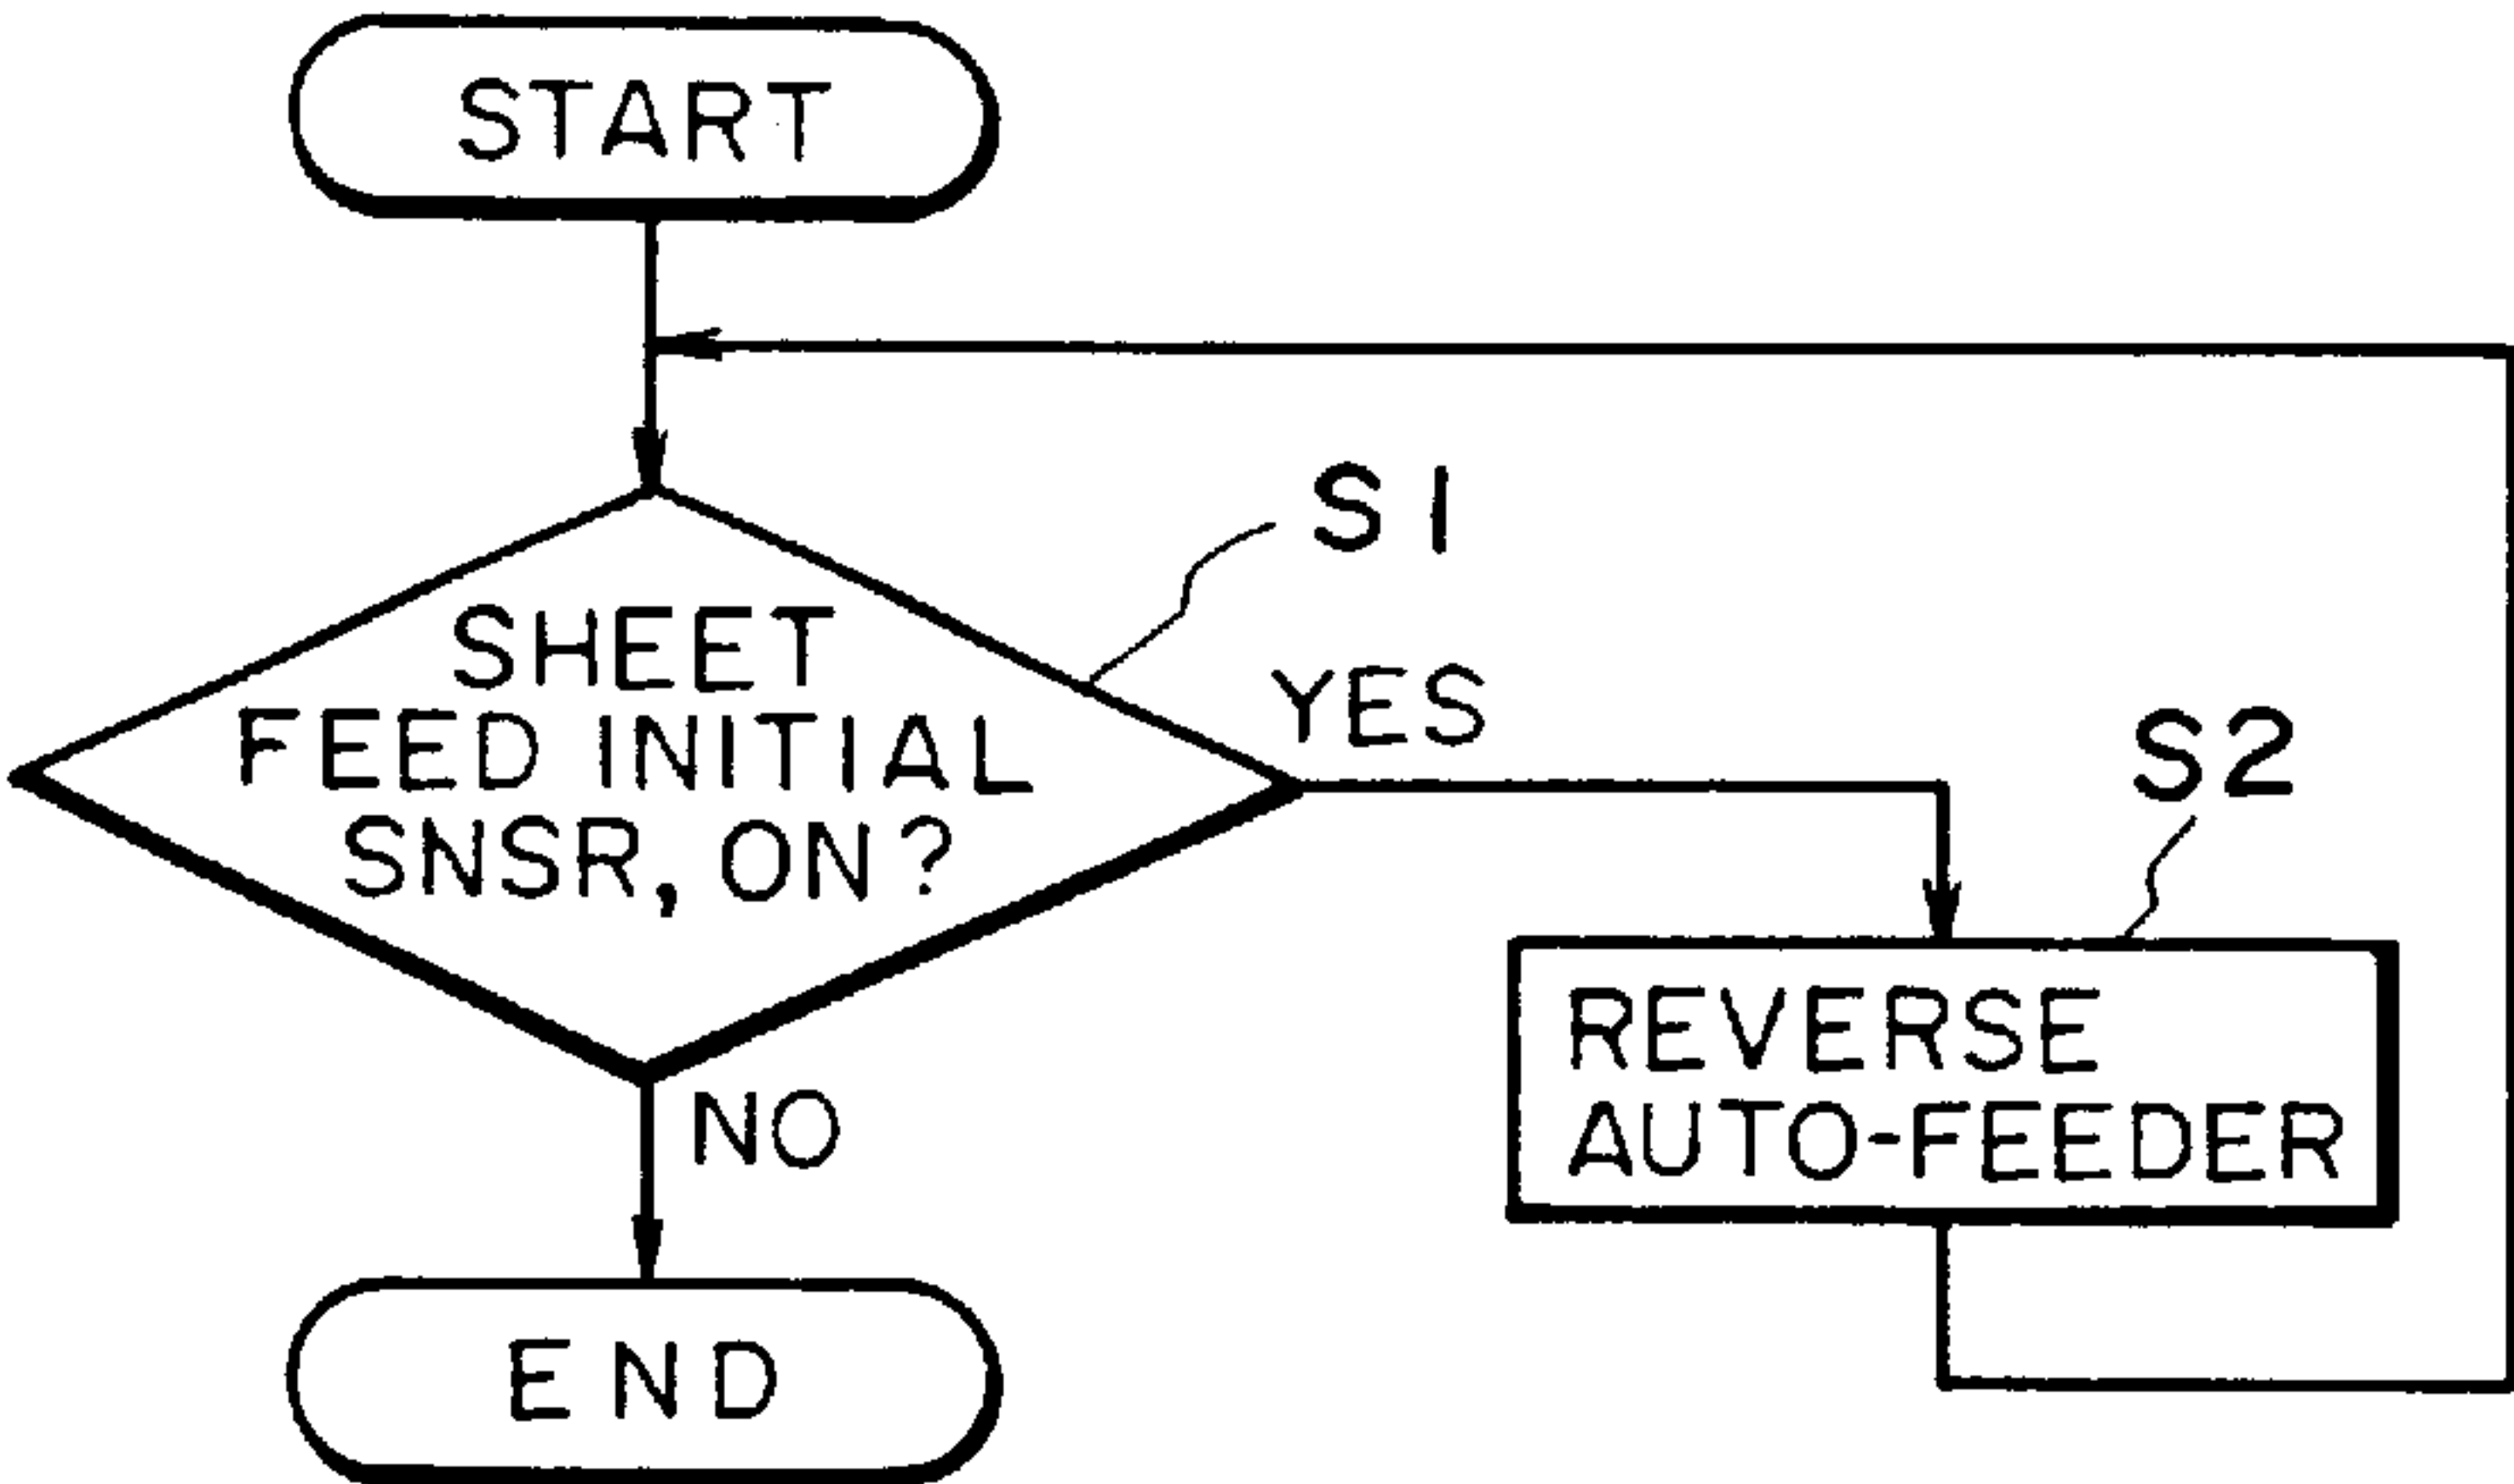 START
S1
SHEET
FEED INITIAL
SNSR, ON?
YES
S2
REVERSE
AUTO-FEEDER
NO
END